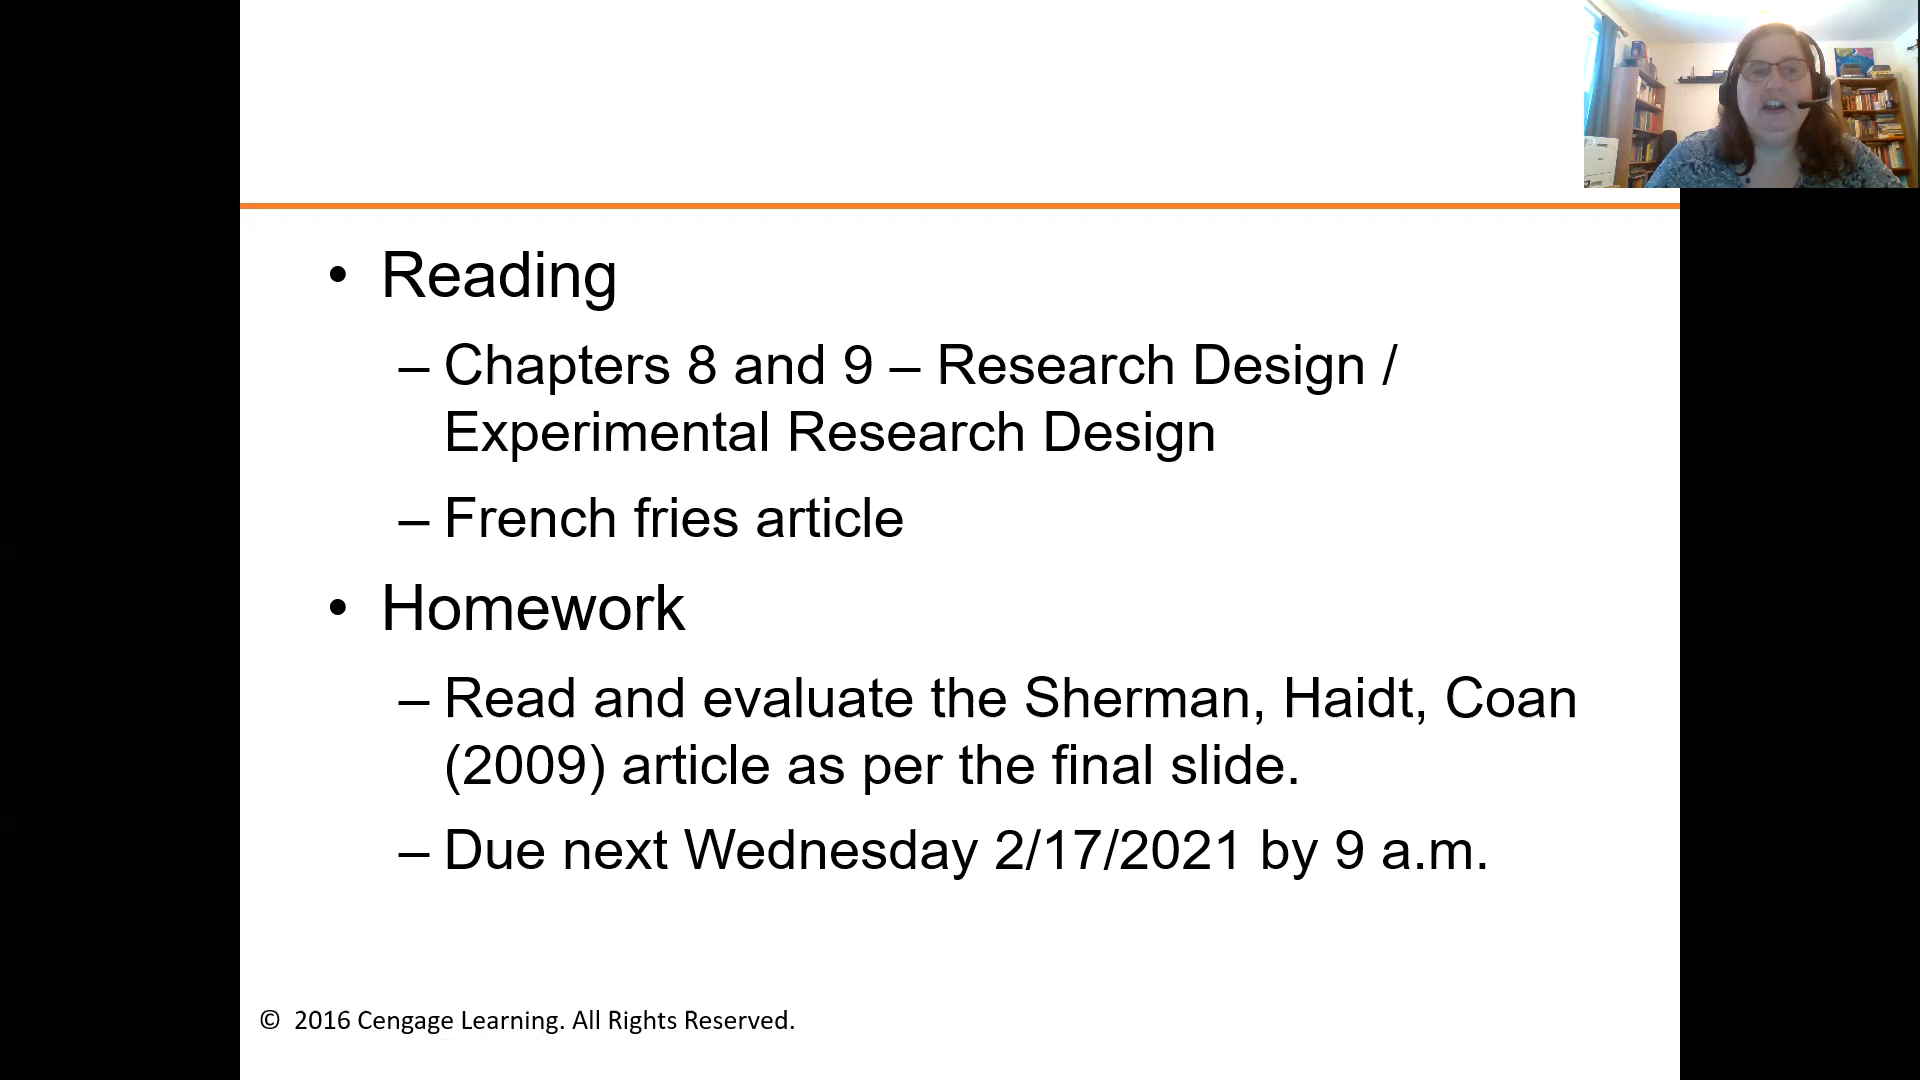 • Reading
– Chapters 8 and 9 – Research Design /
Experimental Research Design
– French fries article
• Homework
– Read and evaluate the Sherman, Haidt, Coan
(2009) article as per the final slide.
– Due next Wednesday 2/17/2021 by 9 a.m.
© 2016 Cengage Learning. All Rights Reserved.